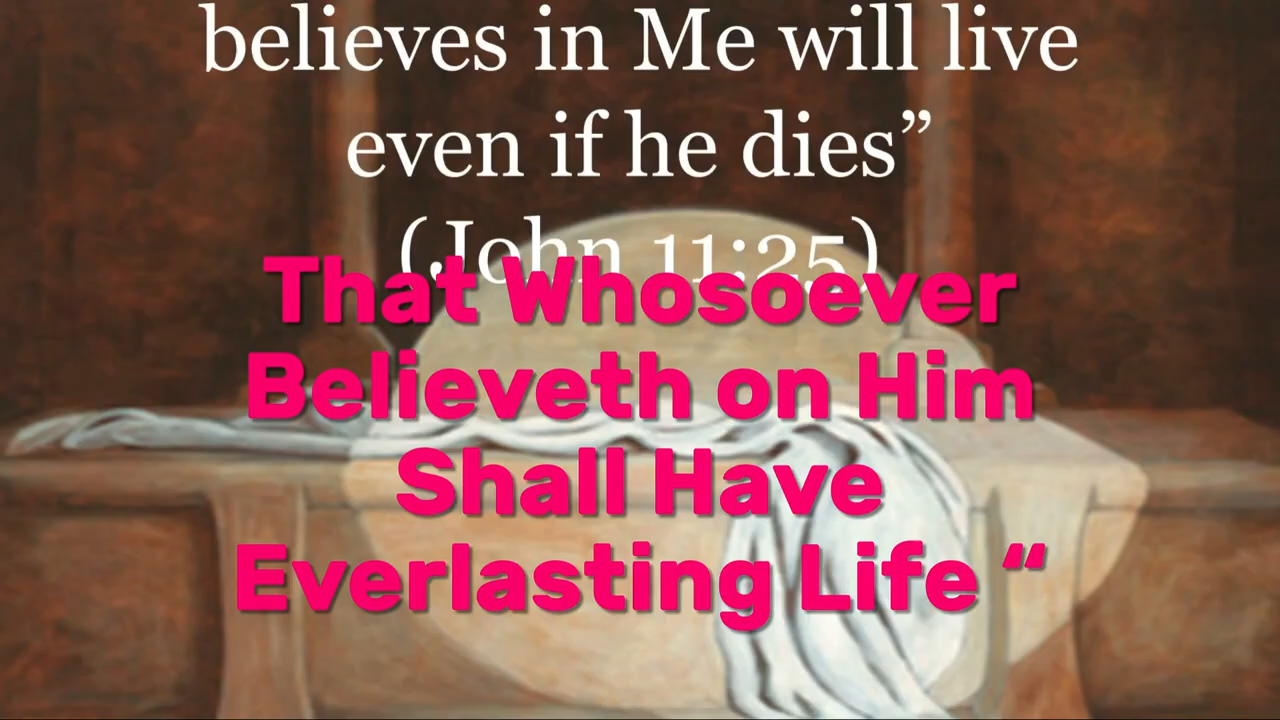 believes in Me will live
even if he dies”
(John 11:25)
That Whosoever
Believeth on Him
Shall Have
Everlasting Life “